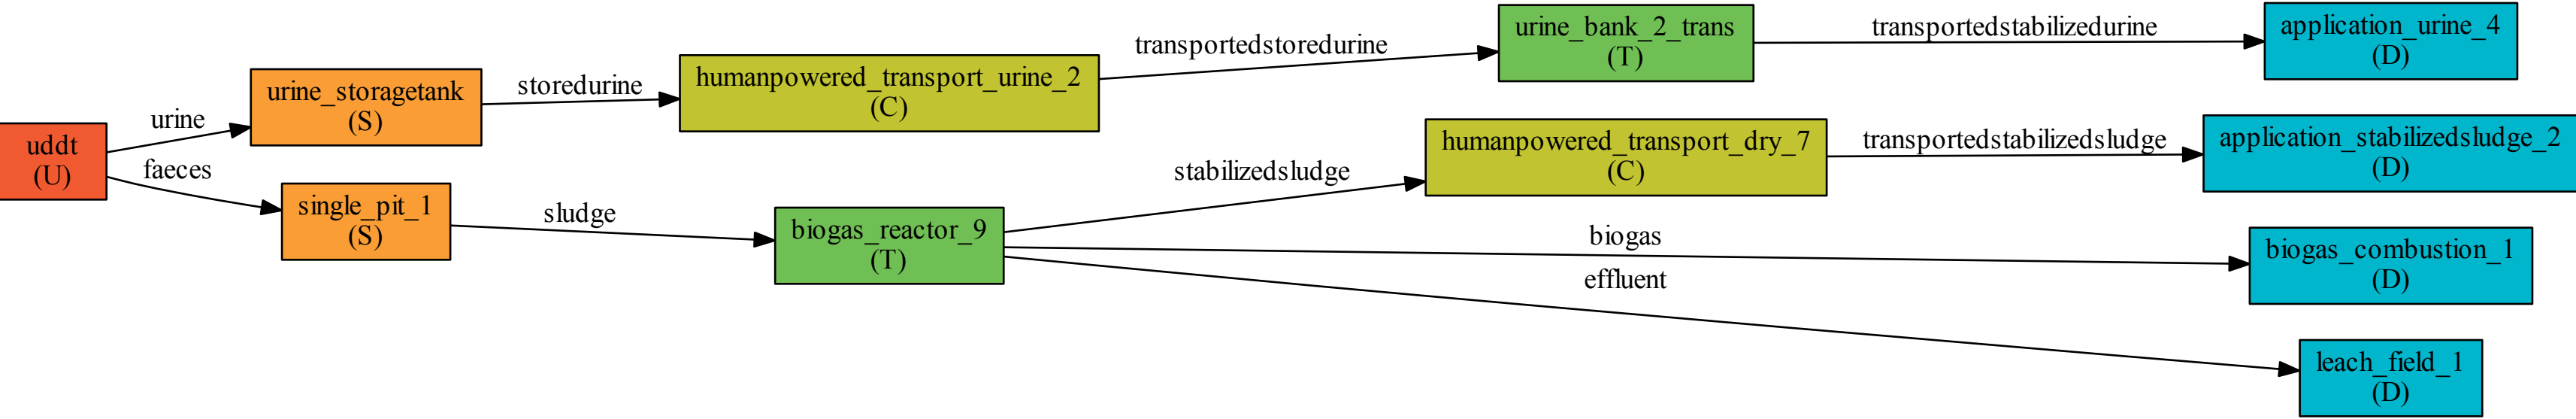 uddt
(U)
urine
faeces
urine_storagetank
(S)
single_pit_1
(S)
storedurine
sludge
humanpowered_transport_urine_2
(C)
biogas_reactor_9
(T)
transportedstoredurine
stabilizedsludge
urine_bank_2_trans
(T)
humanpowered_transport_dry_7
(C)
biogas
effluent
transportedstabilizedurine
transportedstabilizedsludge
application_urine_4
(D)
application_stabilizedsludge_2
(D)
biogas_combustion_1
(D)
leach_field_1
(D)